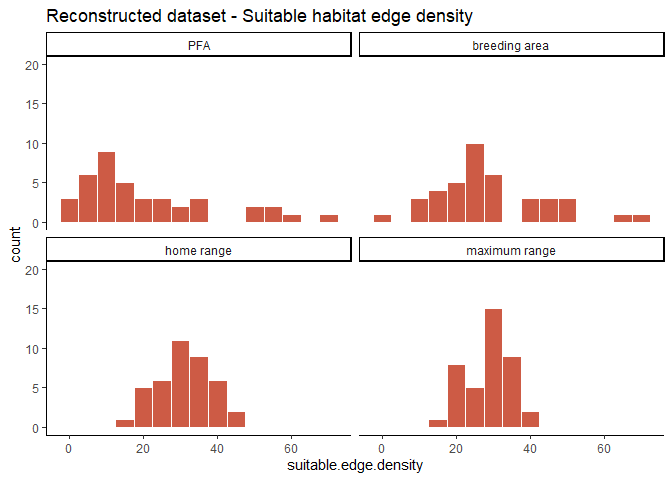 Reconstructed dataset - Suitable habitat edge density
PFA
breeding area
20
15
10
5
0
home range
maximum range
20
15
10
5
0
count
0 20 40 60
0 20 40 60
suitable.edge.density